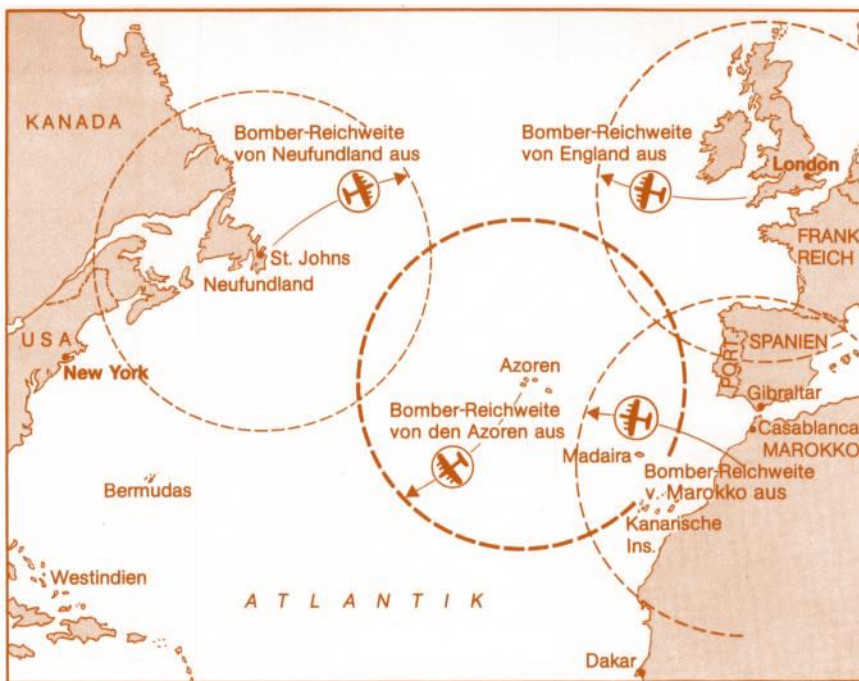 KANADA
Bomber-Reichweite
von Neufundland aus
Bomber-Reichweite
von England aus
London
FRANK
REICH
St. Johns
Neufundland
USA
New York
Azoren
PORT.
SPANIEN
Gibraltar
Casablanca
MAROKKO
Bomber-Reichweite
von den Azoren aus
Madaira
Bomber-Reichweite
v. Marokko aus
Bermudas
Kanarische
Ins.
Westindien
ATLANTIK
Dakar